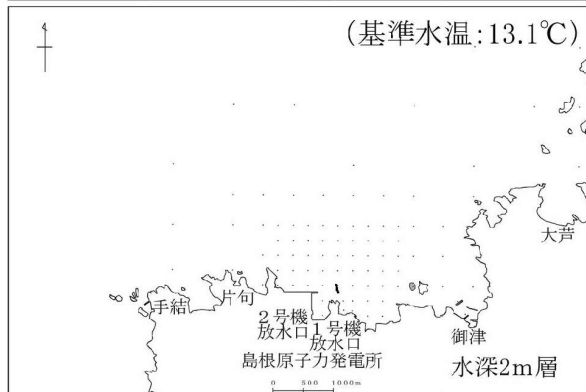 (基準水温:13.1℃)
大芦
手結
片句
2号機
放水口
1号機
放水口
御津
島根原子力発電所
水深2m層
0 500 1000m